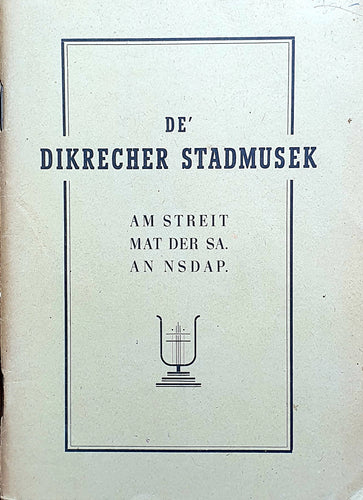 DE'
DIKRECHER STADMUSEK
AM STREIT
MAT DER SA.
AN NSDAP.